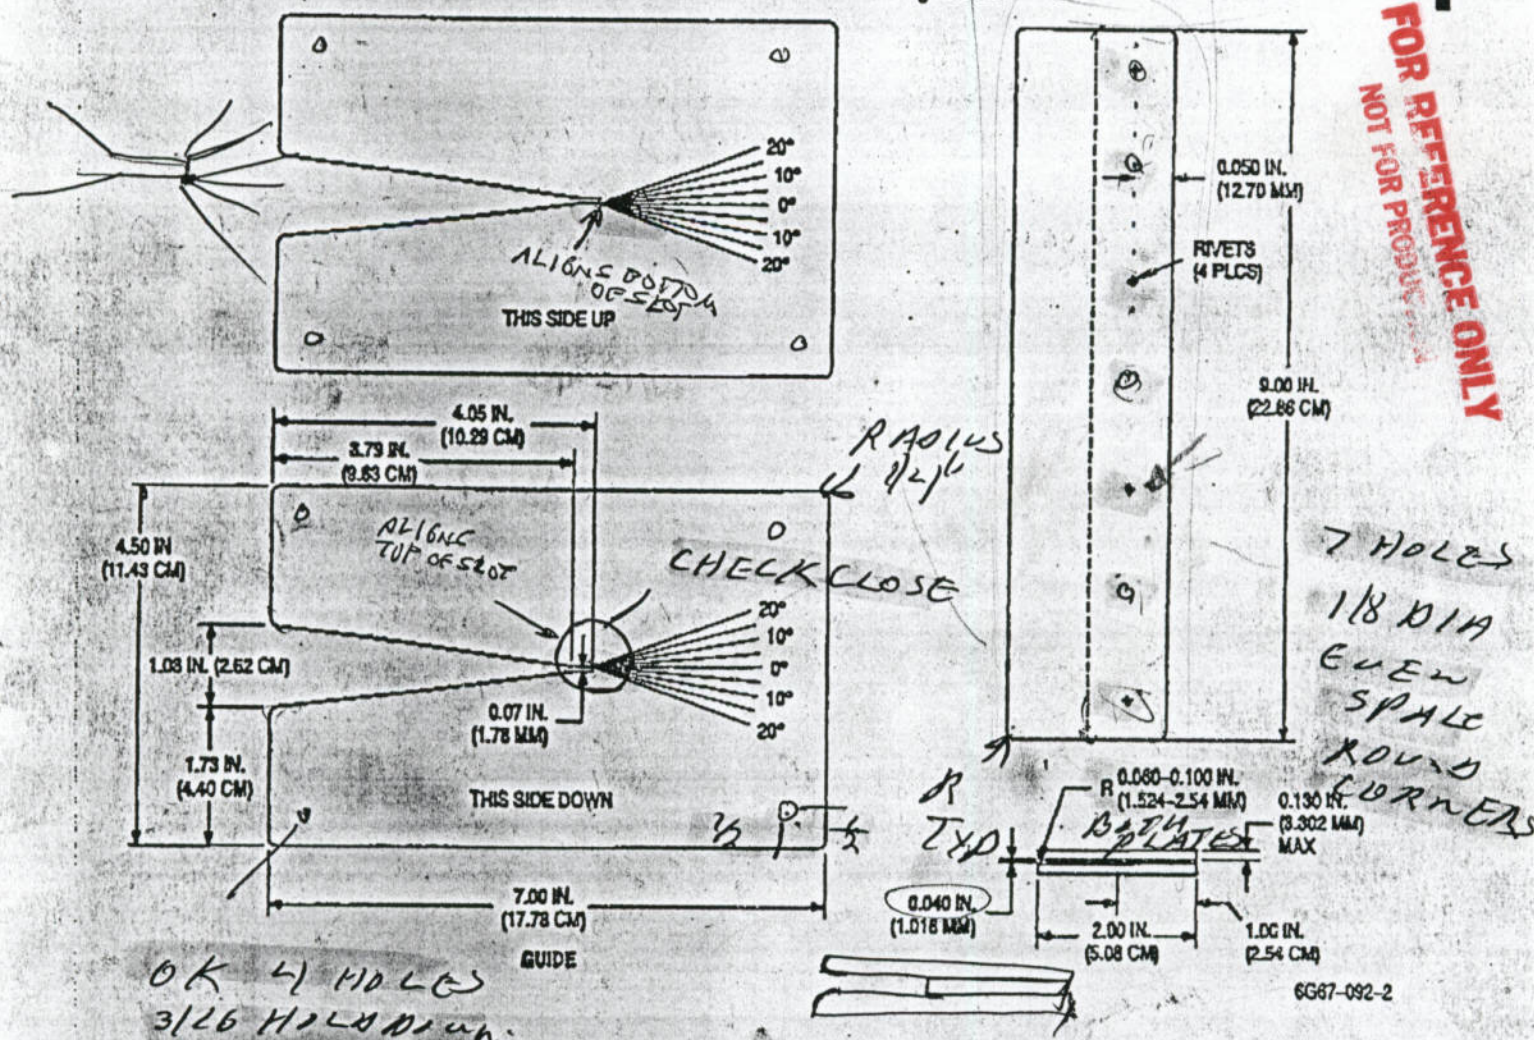 FOR REFERENCE ONLY
NOT FOR PRODUC
20°
10°
0°
10°
20°
ALIGNS BOTTOM
OF SLOT
THIS SIDE UP
0.050 IN.
(12.70 MM)
RIVETS
(4 PLCS)
9.00 IN.
(22.86 CM)
4.05 IN.
(10.29 CM)
3.79 IN.
(9.63 CM)
RADIUS
4.50 IN
(11.43 CM)
ALIGNS
TOP OF SLOT
CHECK CLOSE
20°
10°
0°
10°
20°
1.03 IN. (2.62 CM)
0.07 IN.
(1.78 MM)
1.73 IN.
(4.40 CM)
THIS SIDE DOWN
1/2
1/2
7.00 IN.
(17.78 CM)
GUIDE
OK 4 HOLES
7 HOLES
1/8 DIA
EVEN
SPACE
ROUND
CORNERS
R
TYP
R 0.060-0.100 IN.
(1.524-2.54 MM)
BOTH
PLATES
0.130 IN.
(3.302 MM)
MAX
0.040 IN.
(1.016 MM)
2.00 IN.
(5.08 CM)
1.00 IN.
(2.54 CM)
6G67-092-2